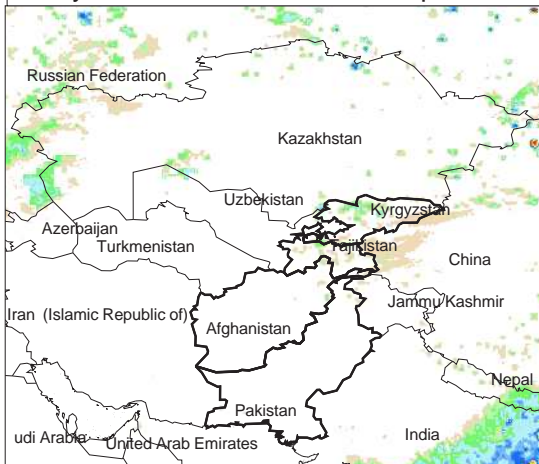 Russian Federation
Kazakhstan
Uzbekistan
Kyrgyzstan
Azerbaijan
Turkmenistan
Tajikistan
China
Iran (Islamic Republic of)
Jammu/Kashmir
Afghanistan
Nepal
Pakistan
India
udi Arabia
United Arab Emirates